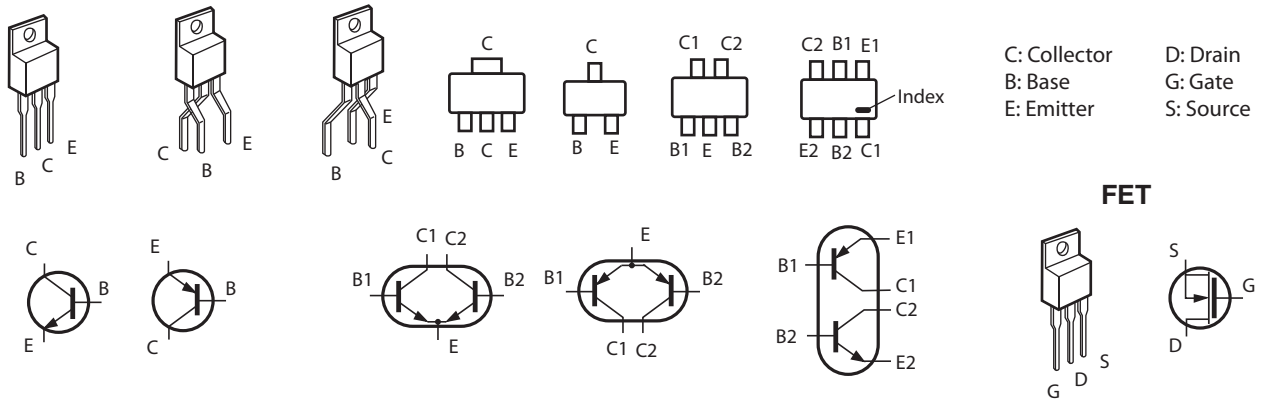 C C C1 C2 C2 B1 E1
C: Collector D: Drain
B: Base G: Gate
E: Emitter S: Source
Index
B C E
C B E
B E C
B C E
B E
B1 E B2
E2 B2 C1
FET
C B E
E B C
C1 C2
B1 B2
E
E
B1 B2
C1 C2
E1
B1
C1
C2
B2
E2
G D S
S
G
D